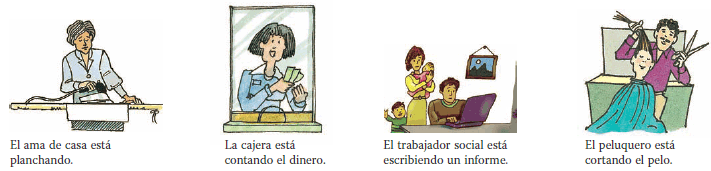 El ama de casa está
planchando.
La cajera está
contando el dinero.
El trabajador social está
escribiendo un informe.
El peluquero está
cortando el pelo.